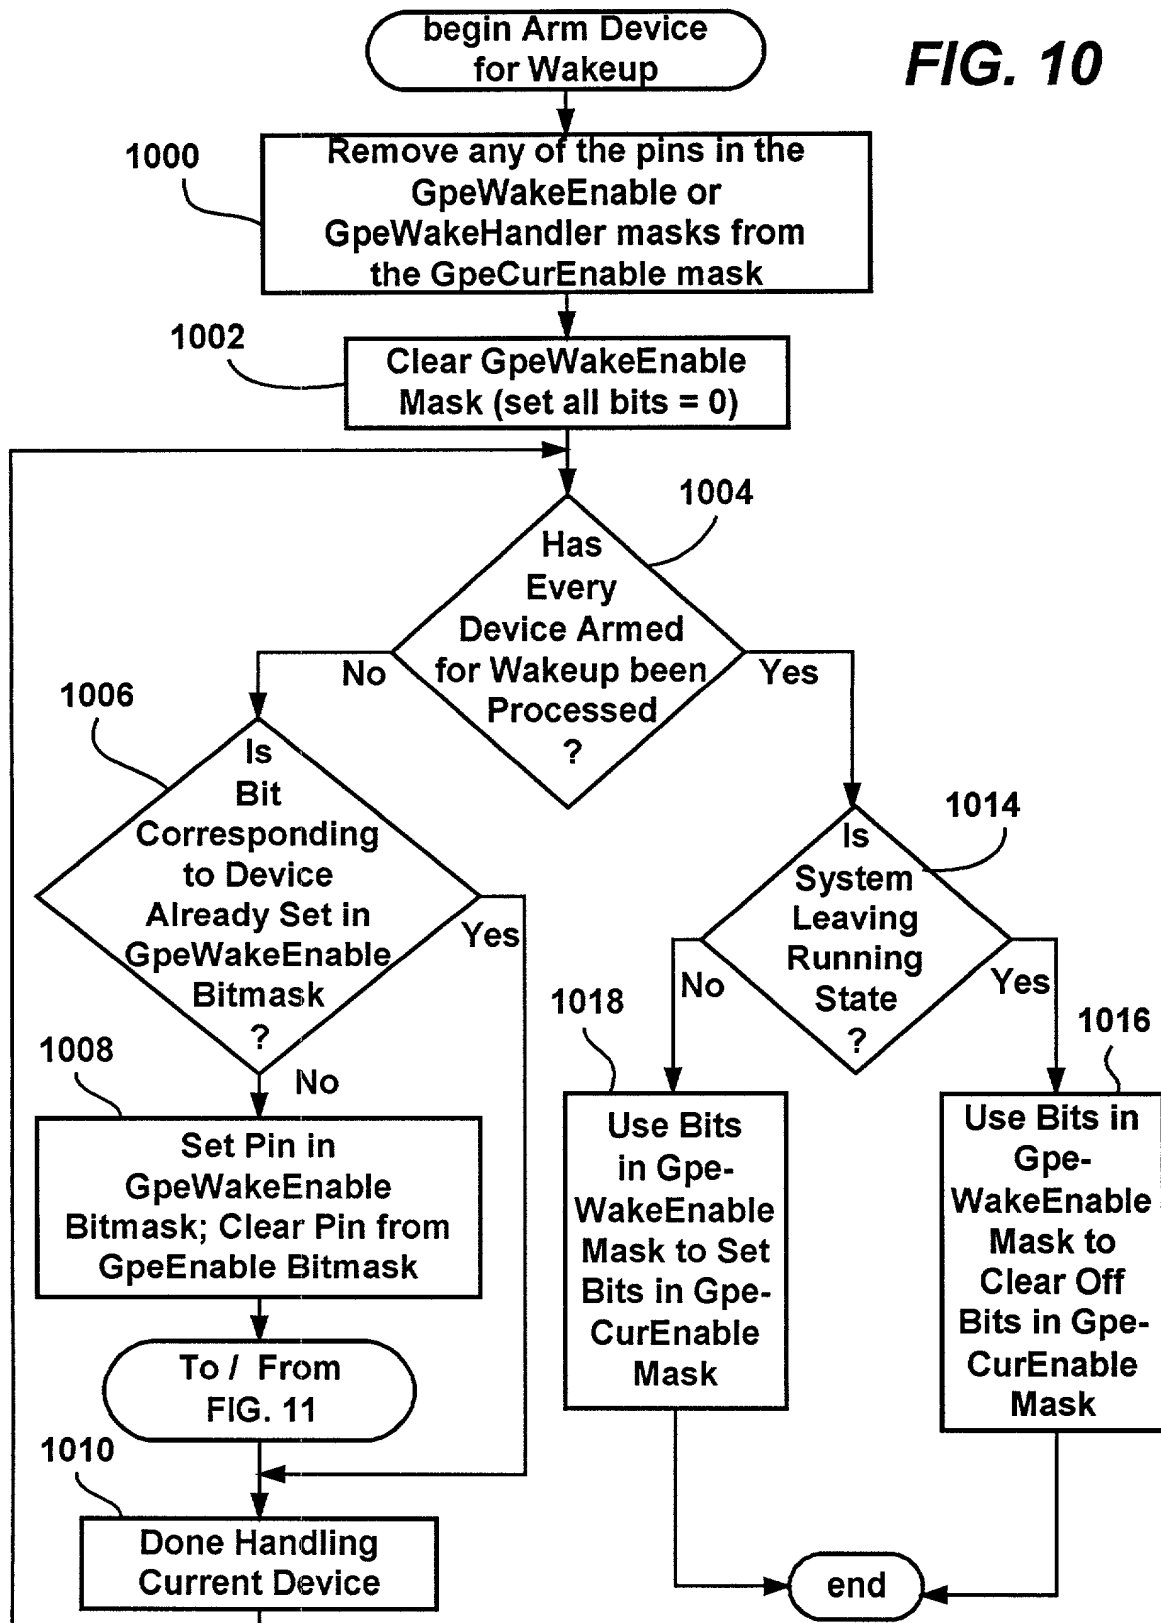 begin Arm Device
for Wakeup
FIG. 10
1000
Remove any of the pins in the
GpeWakeEnable or
GpeWakeHandler masks from
the GpeCurEnable mask
1002
Clear GpeWakeEnable
Mask (set all bits = 0)
1004
Has
Every
Device Armed
for Wakeup been
Processed
?
No
Yes
1006
Is
Bit
Corresponding
to Device
Already Set in
GpeWakeEnable
Bitmask
?
Yes
No
1014
Is
System
Leaving
Running
State
?
No
Yes
1008
Set Pin in
GpeWakeEnable
Bitmask; Clear Pin from
GpeEnable Bitmask
1018
Use Bits
in Gpe-
WakeEnable
Mask to Set
Bits in Gpe-
CurEnable
Mask
1016
Use Bits in
Gpe-
WakeEnable
Mask to
Clear Off
Bits in Gpe-
CurEnable
Mask
To / From
FIG. 11
1010
Done Handling
Current Device
end